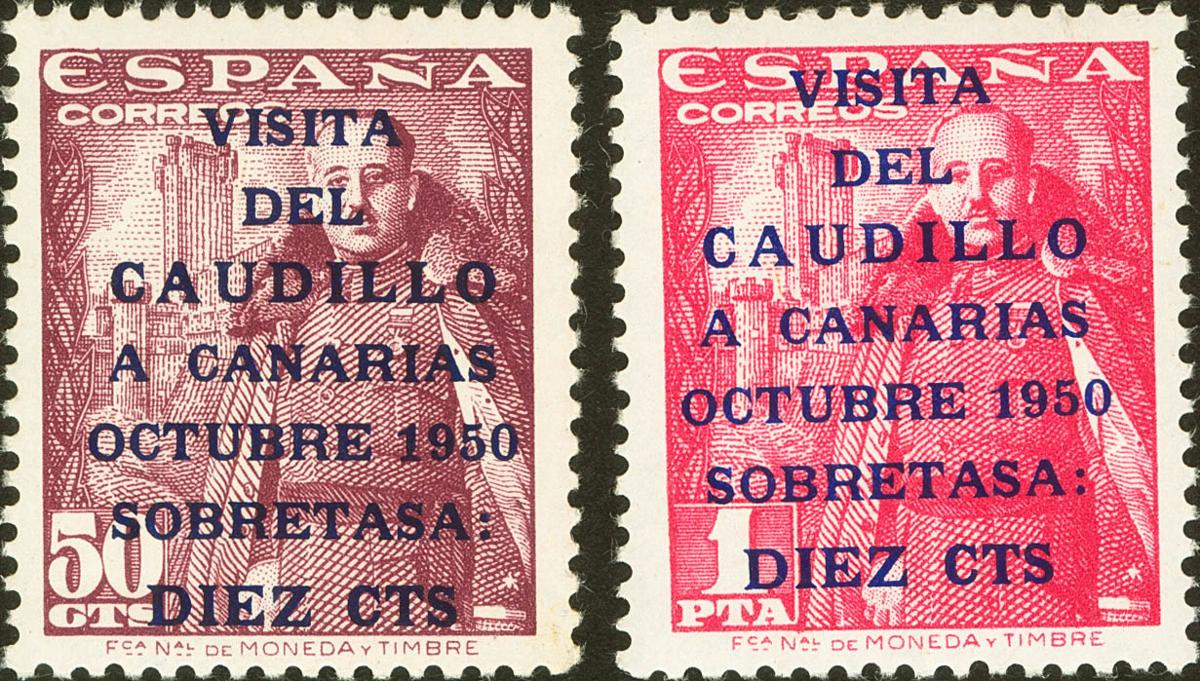 ESPAÑA
CORREOS
VISITA
DEL
CAUDILLO
A CANARIAS
OCTUBRE 1950
SOBRETASA:
DIEZ CTS
50
CTS
FCA NAL DE MONEDA Y TIMBRE
ESPAÑA
CORREOS
VISITA
DEL
CAUDILLO
A CANARIAS
OCTUBRE 1950
SOBRETASA:
DIEZ CTS
1
PTA
FCA NAL DE MONEDA Y TIMBRE